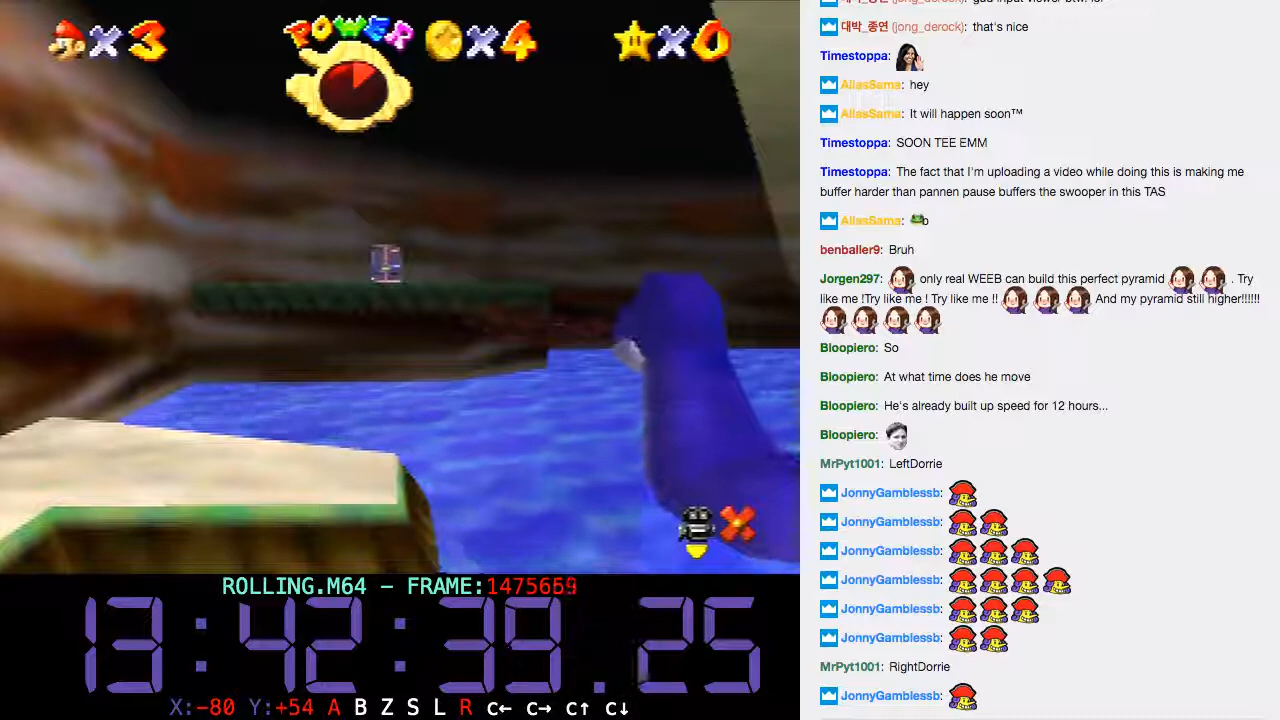 ×3
POWER
×4
×0
ROLLING.M64 – FRAME:1475659
13:42:39.25
X:-80 Y:+54 A B Z S L R C← C→ C↑ C↓
대박_종연 (jong_derock): that's nice
Timestoppa:
AllasSama: hey
AllasSama: It will happen soon™
Timestoppa: SOON TEE EMM
Timestoppa: The fact that I'm uploading a video while doing this is making me
buffer harder than pannen pause buffers the swooper in this TAS
AllasSama: b
benballer9: Bruh
Jorgen297: only real WEEB can build this perfect pyramid . Try
like me !Try like me ! Try like me !! And my pyramid still higher!!!!!!
Bloopiero: So
Bloopiero: At what time does he move
Bloopiero: He's already built up speed for 12 hours...
Bloopiero:
MrPyt1001: LeftDorrie
JonnyGamblessb:
JonnyGamblessb:
JonnyGamblessb:
JonnyGamblessb:
JonnyGamblessb:
JonnyGamblessb:
MrPyt1001: RightDorrie
JonnyGamblessb: